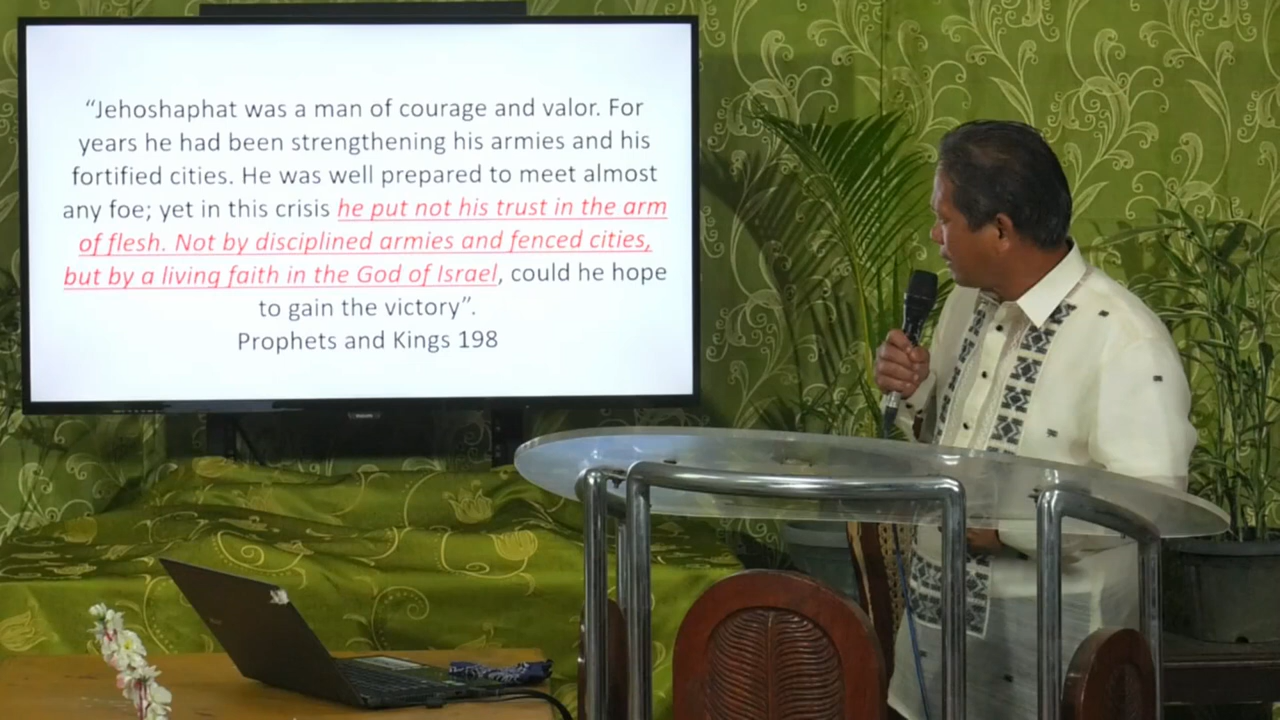 “Jehoshaphat was a man of courage and valor. For
years he had been strengthening his armies and his
fortified cities. He was well prepared to meet almost
any foe; yet in this crisis he put not his trust in the arm
of flesh. Not by disciplined armies and fenced cities,
but by a living faith in the God of Israel, could he hope
to gain the victory”.
Prophets and Kings 198